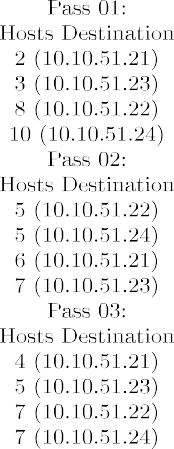 Pass 01:
Hosts Destination
2 (10.10.51.21)
3 (10.10.51.23)
8 (10.10.51.22)
10 (10.10.51.24)
Pass 02:
Hosts Destination
5 (10.10.51.22)
5 (10.10.51.24)
6 (10.10.51.21)
7 (10.10.51.23)
Pass 03:
Hosts Destination
4 (10.10.51.21)
5 (10.10.51.23)
7 (10.10.51.22)
7 (10.10.51.24)